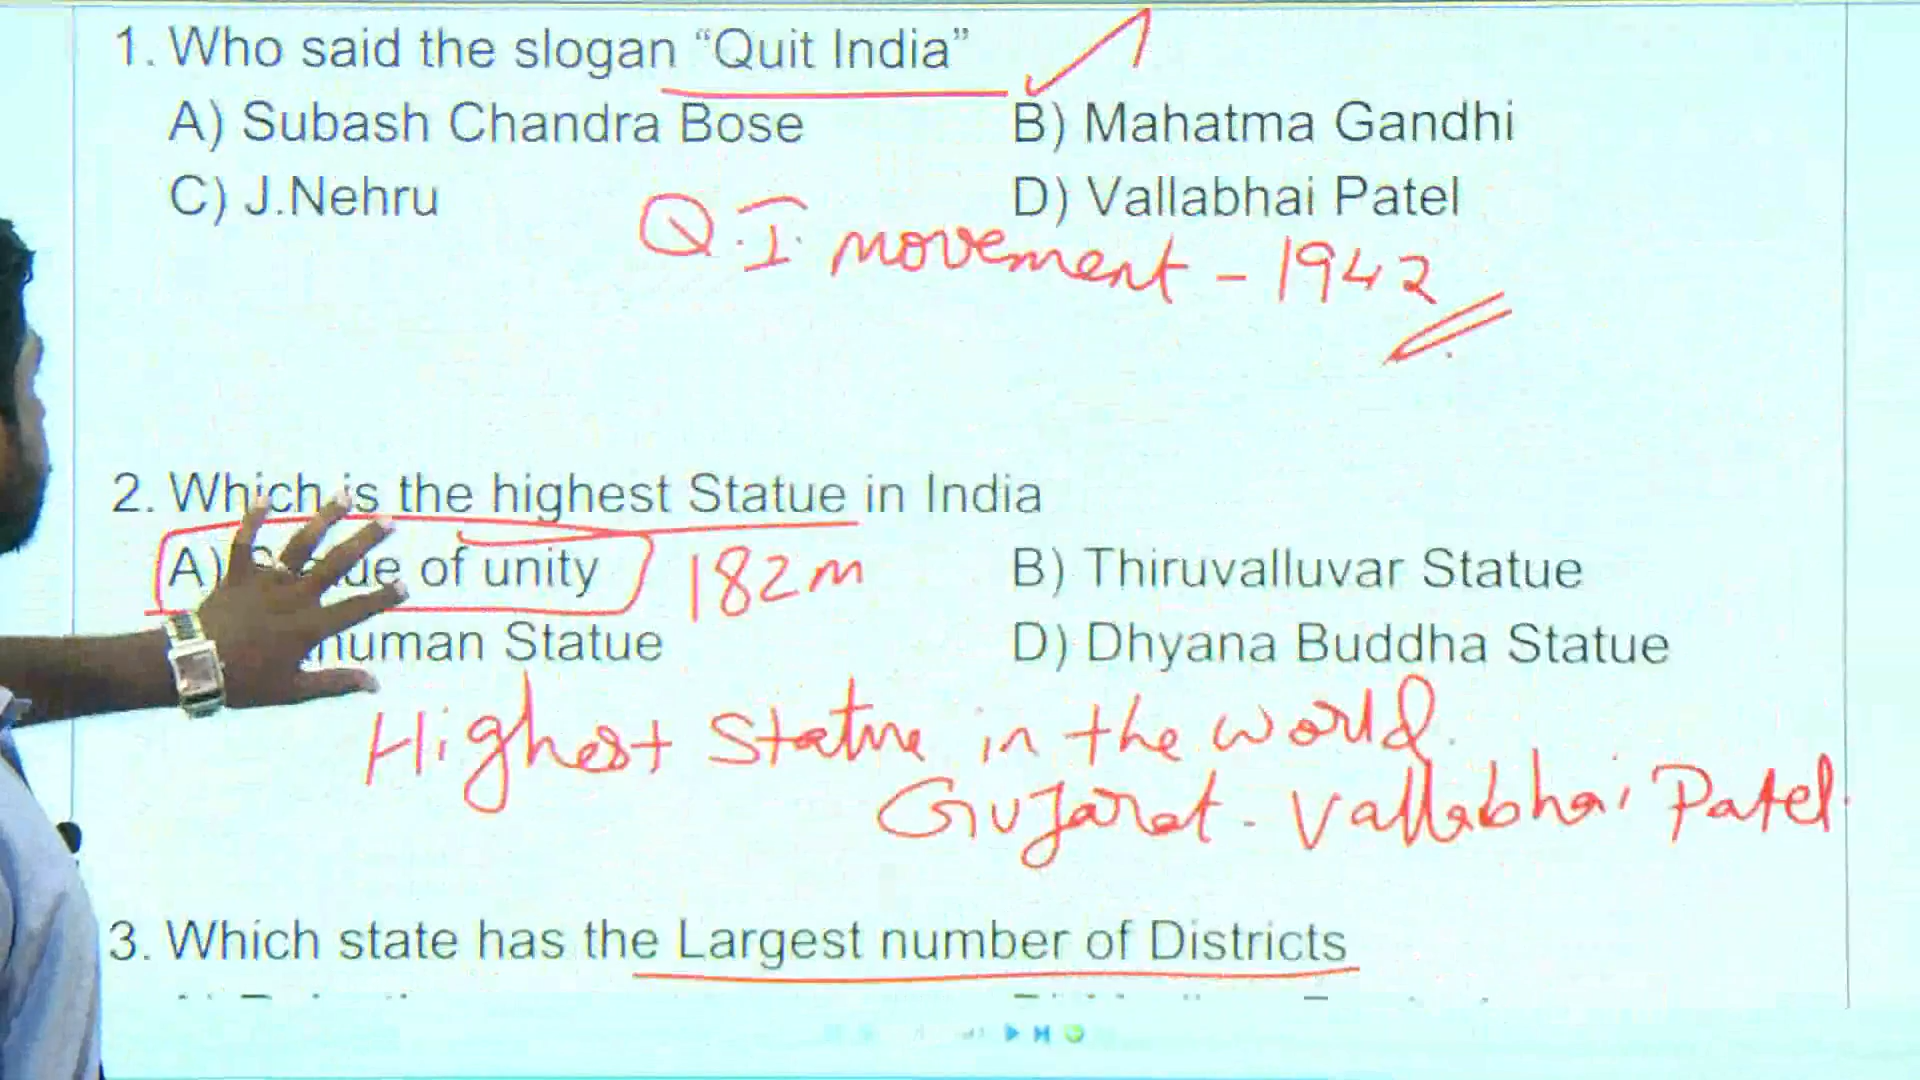 1. Who said the slogan “Quit India”
A) Subash Chandra Bose B) Mahatma Gandhi
C) J.Nehru D) Vallabhai Patel
Q.I movement - 1942
2. Which is the highest Statue in India
A) of unity 182m B) Thiruvalluvar Statue
Statue D) Dhyana Buddha Statue
Highest Statue in the world.
Gujarat - Vallabhai Patel.
3. Which state has the Largest number of Districts